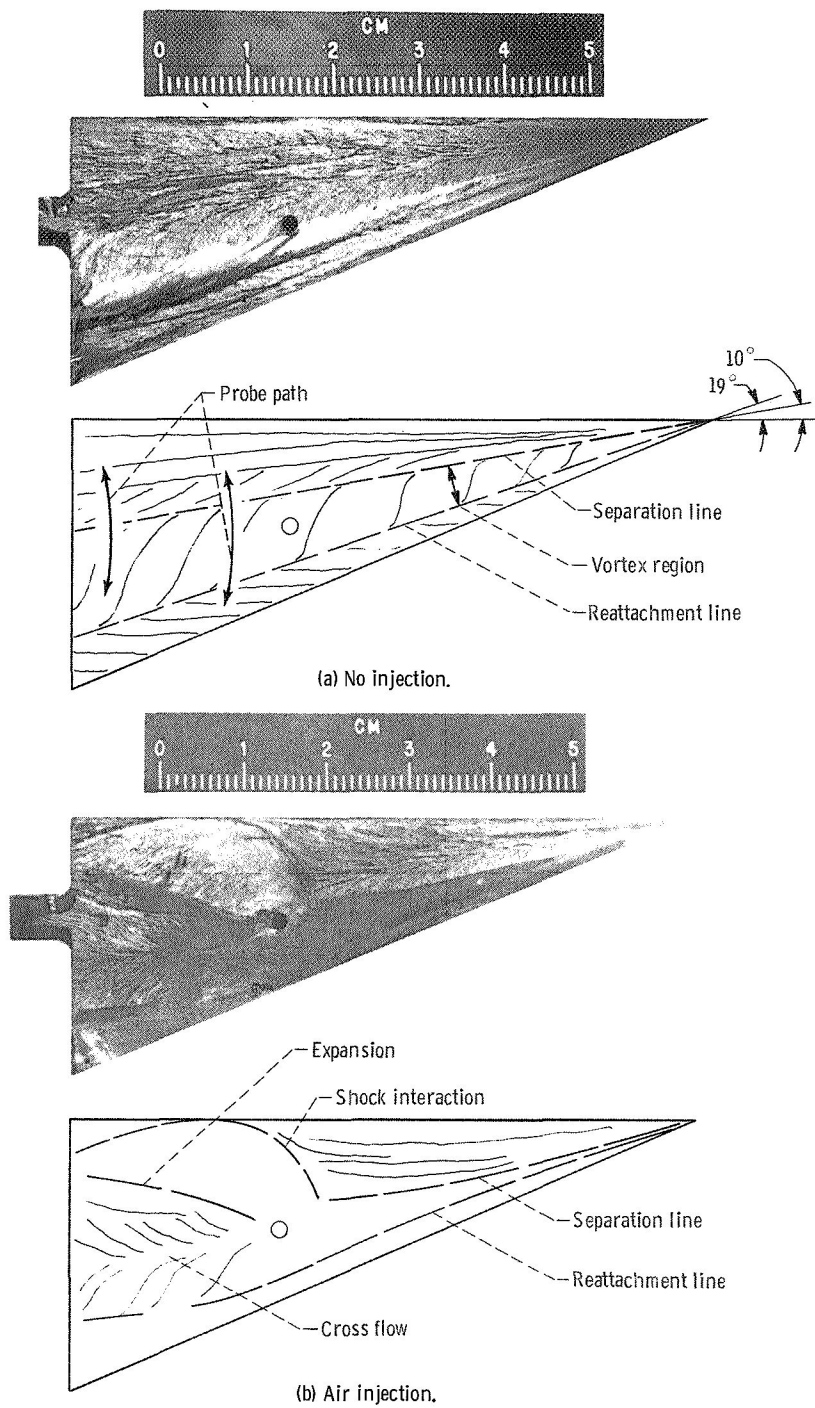 CM
0 1 2 3 4 5
10°
19°
Probe path
Separation line
Vortex region
Reattachment line
(a) No injection.
CM
0 1 2 3 4 5
Expansion
Shock interaction
Separation line
Reattachment line
Cross flow
(b) Air injection.